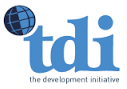 tdi
the development initiative